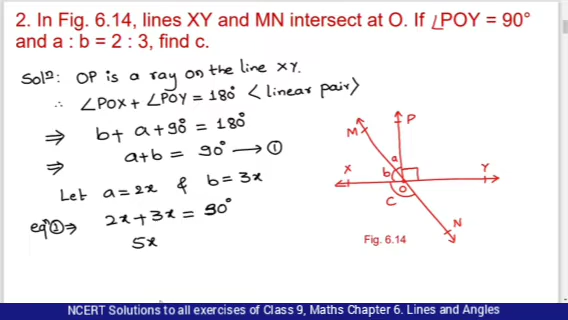 2. In Fig. 6.14, lines XY and MN intersect at O. If ∠POY = 90°
and a : b = 2 : 3, find c.
Solⁿ: OP is a ray on the line XY.
∴ ∠POX + ∠POY = 180° <linear pair>
⇒ b + a + 90° = 180°
⇒ a + b = 90° → ①
Let a = 2x & b = 3x
eqⁿ① ⇒ 2x + 3x = 90°
5x
M
P
X
a
b
Y
O
C
N
Fig. 6.14
NCERT Solutions to all exercises of Class 9, Maths Chapter 6. Lines and Angles